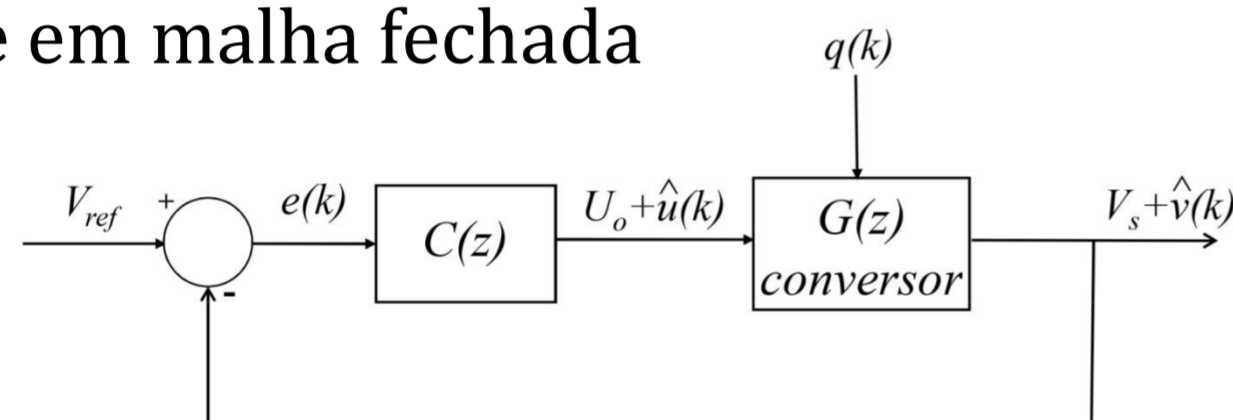 e em malha fechada
q(k)
V_ref + e(k) C(z) U_o+û(k) G(z) V_s+v̂(k)
conversor
-